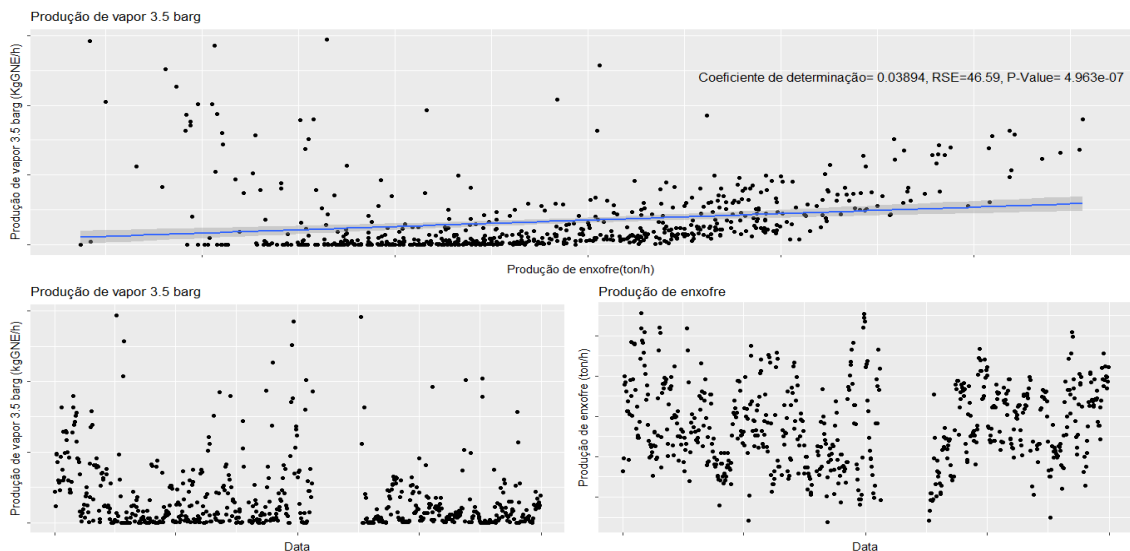 Produção de vapor 3.5 barg
Produção de vapor 3.5 barg (KgGNE/h)
Coeficiente de determinação= 0.03894, RSE=46.59, P-Value= 4.963e-07
Produção de enxofre(ton/h)
Produção de vapor 3.5 barg
Produção de vapor 3.5 barg (kgGNE/h)
Data
Produção de enxofre
Produção de enxofre (ton/h)
Data